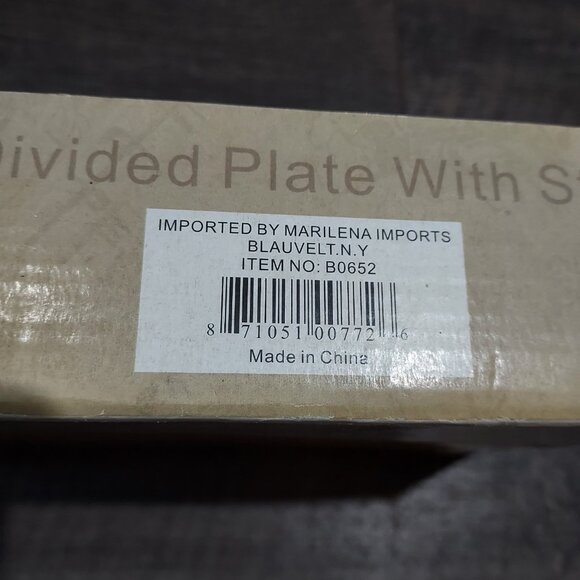 Divided Plate With
IMPORTED BY MARILENA IMPORTS
BLAUVELT.N.Y
ITEM NO: B0652
8 71051 00772 6
Made in China